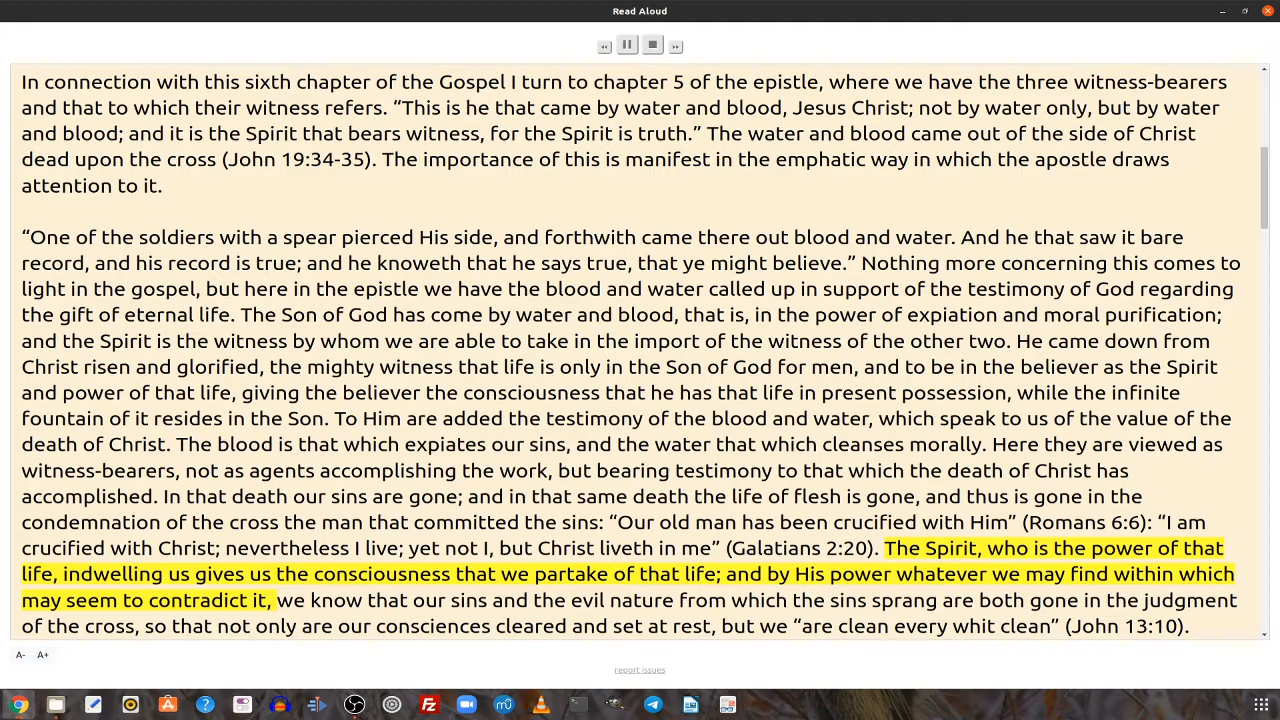 Read Aloud
In connection with this sixth chapter of the Gospel I turn to chapter 5 of the epistle, where we have the three witness-bearers
and that to which their witness refers. “This is he that came by water and blood, Jesus Christ; not by water only, but by water
and blood; and it is the Spirit that bears witness, for the Spirit is truth.” The water and blood came out of the side of Christ
dead upon the cross (John 19:34-35). The importance of this is manifest in the emphatic way in which the apostle draws
attention to it.
“One of the soldiers with a spear pierced His side, and forthwith came there out blood and water. And he that saw it bare
record, and his record is true; and he knoweth that he says true, that ye might believe.” Nothing more concerning this comes to
light in the gospel, but here in the epistle we have the blood and water called up in support of the testimony of God regarding
the gift of eternal life. The Son of God has come by water and blood, that is, in the power of expiation and moral purification;
and the Spirit is the witness by whom we are able to take in the import of the witness of the other two. He came down from
Christ risen and glorified, the mighty witness that life is only in the Son of God for men, and to be in the believer as the Spirit
and power of that life, giving the believer the consciousness that he has that life in present possession, while the infinite
fountain of it resides in the Son. To Him are added the testimony of the blood and water, which speak to us of the value of the
death of Christ. The blood is that which expiates our sins, and the water that which cleanses morally. Here they are viewed as
witness-bearers, not as agents accomplishing the work, but bearing testimony to that which the death of Christ has
accomplished. In that death our sins are gone; and in that same death the life of flesh is gone, and thus is gone in the
condemnation of the cross the man that committed the sins: “Our old man has been crucified with Him” (Romans 6:6): “I am
crucified with Christ; nevertheless I live; yet not I, but Christ liveth in me” (Galatians 2:20). The Spirit, who is the power of that
life, indwelling us gives us the consciousness that we partake of that life; and by His power whatever we may find within which
may seem to contradict it, we know that our sins and the evil nature from which the sins sprang are both gone in the judgment
of the cross, so that not only are our consciences cleared and set at rest, but we “are clean every whit clean” (John 13:10).
A- A+
report issues